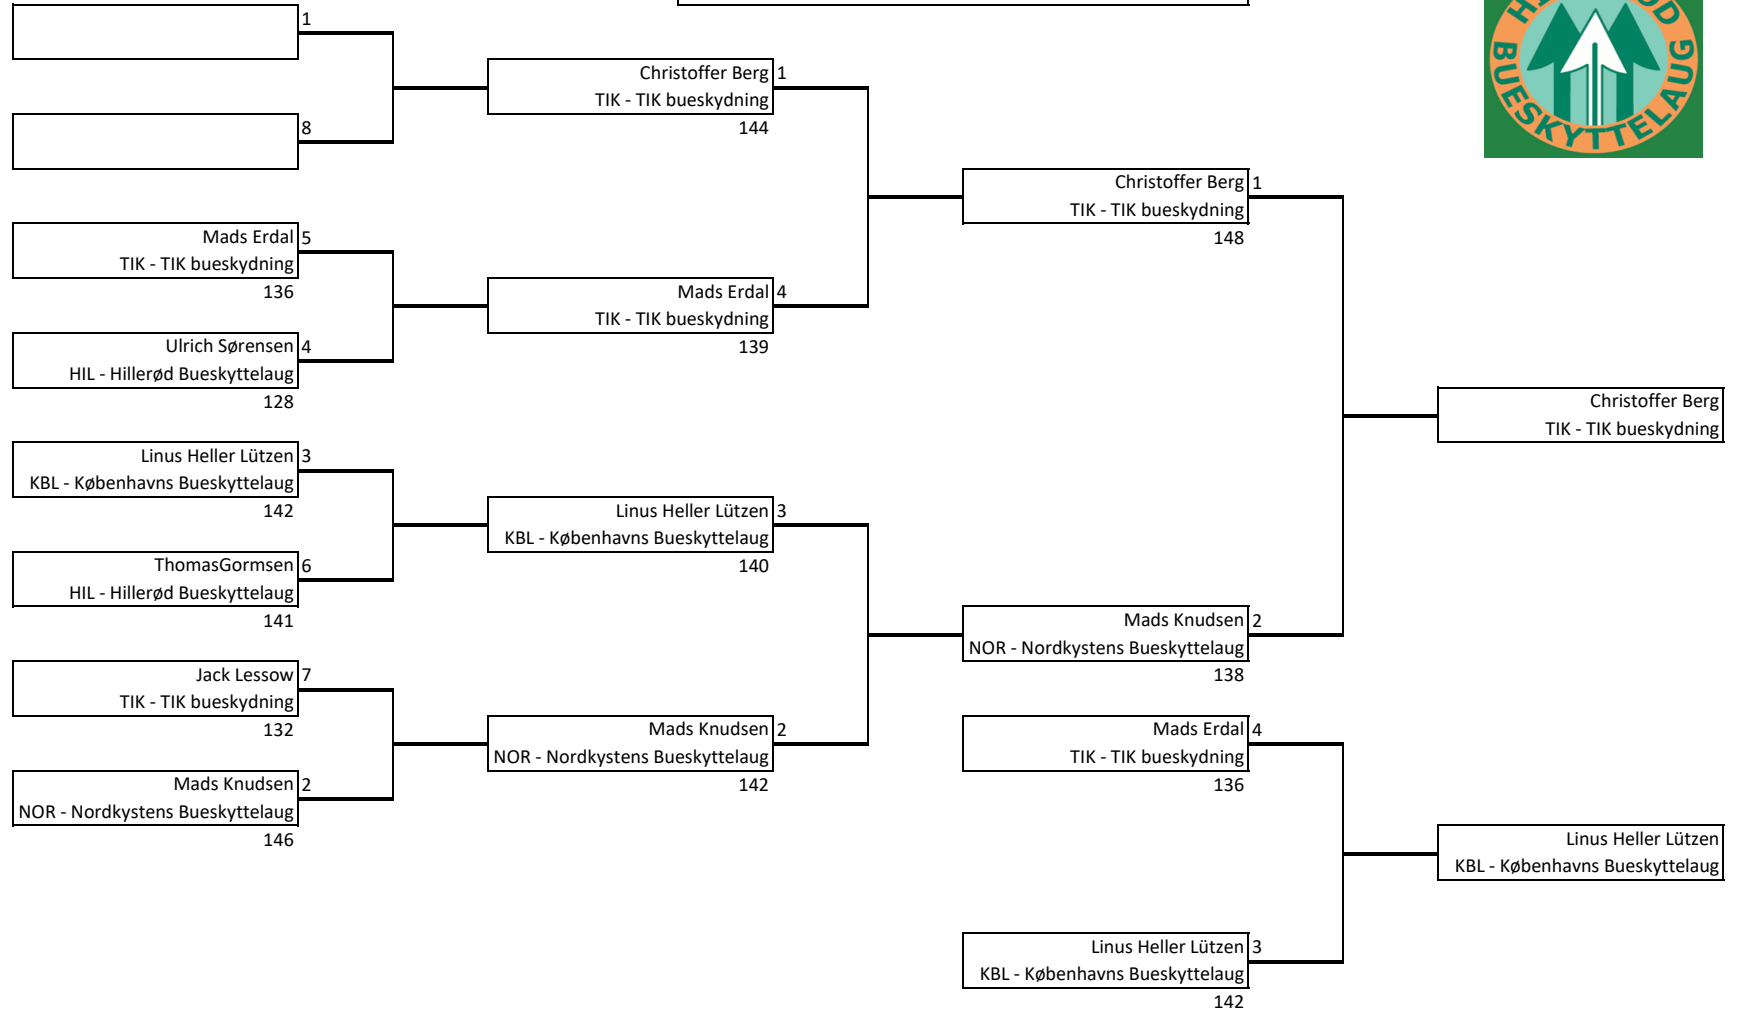 1
8
Mads Erdal 5
TIK - TIK bueskydning
136
Ulrich Sørensen 4
HIL - Hillerød Bueskyttelaug
128
Linus Heller Lützen 3
KBL - Københavns Bueskyttelaug
142
ThomasGormsen 6
HIL - Hillerød Bueskyttelaug
141
Jack Lessow 7
TIK - TIK bueskydning
132
Mads Knudsen 2
NOR - Nordkystens Bueskyttelaug
146
Christoffer Berg 1
TIK - TIK bueskydning
144
Mads Erdal 4
TIK - TIK bueskydning
139
Linus Heller Lützen 3
KBL - Københavns Bueskyttelaug
140
Mads Knudsen 2
NOR - Nordkystens Bueskyttelaug
142
Christoffer Berg 1
TIK - TIK bueskydning
148
Mads Knudsen 2
NOR - Nordkystens Bueskyttelaug
138
Mads Erdal 4
TIK - TIK bueskydning
136
Linus Heller Lützen 3
KBL - Københavns Bueskyttelaug
142
Christoffer Berg
TIK - TIK bueskydning
Linus Heller Lützen
KBL - Københavns Bueskyttelaug
BUESKYTTELAUG